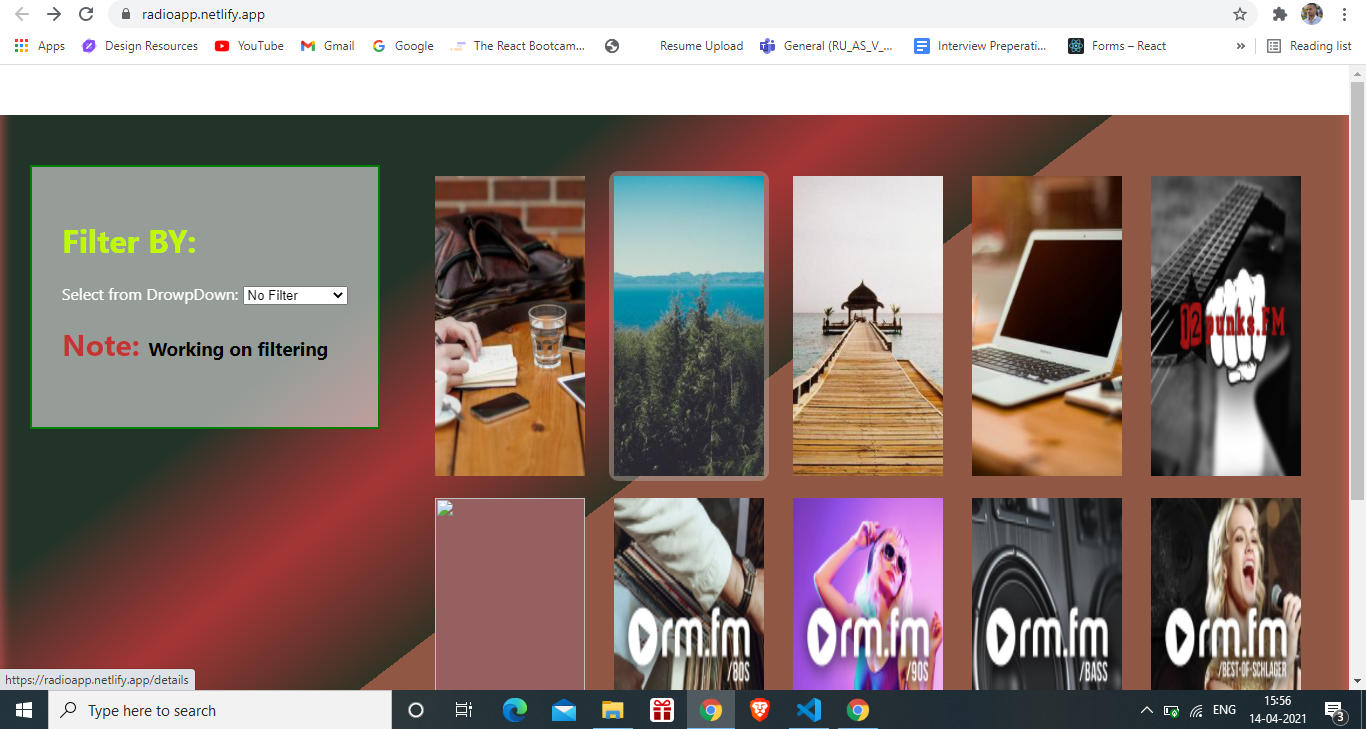 radioapp.netlify.app
Apps Design Resources YouTube Gmail Google The React Bootcam... Resume Upload General (RU_AS_V_... Interview Preperati... Forms – React » Reading list
Filter BY:
Select from DrowpDown: No Filter
Note: Working on filtering
12punks.FM
rm.fm
/80S
rm.fm
/90S
rm.fm
/BASS
rm.fm
/BEST-OF-SCHLAGER
https://radioapp.netlify.app/details
Type here to search
ENG
15:56
14-04-2021
3